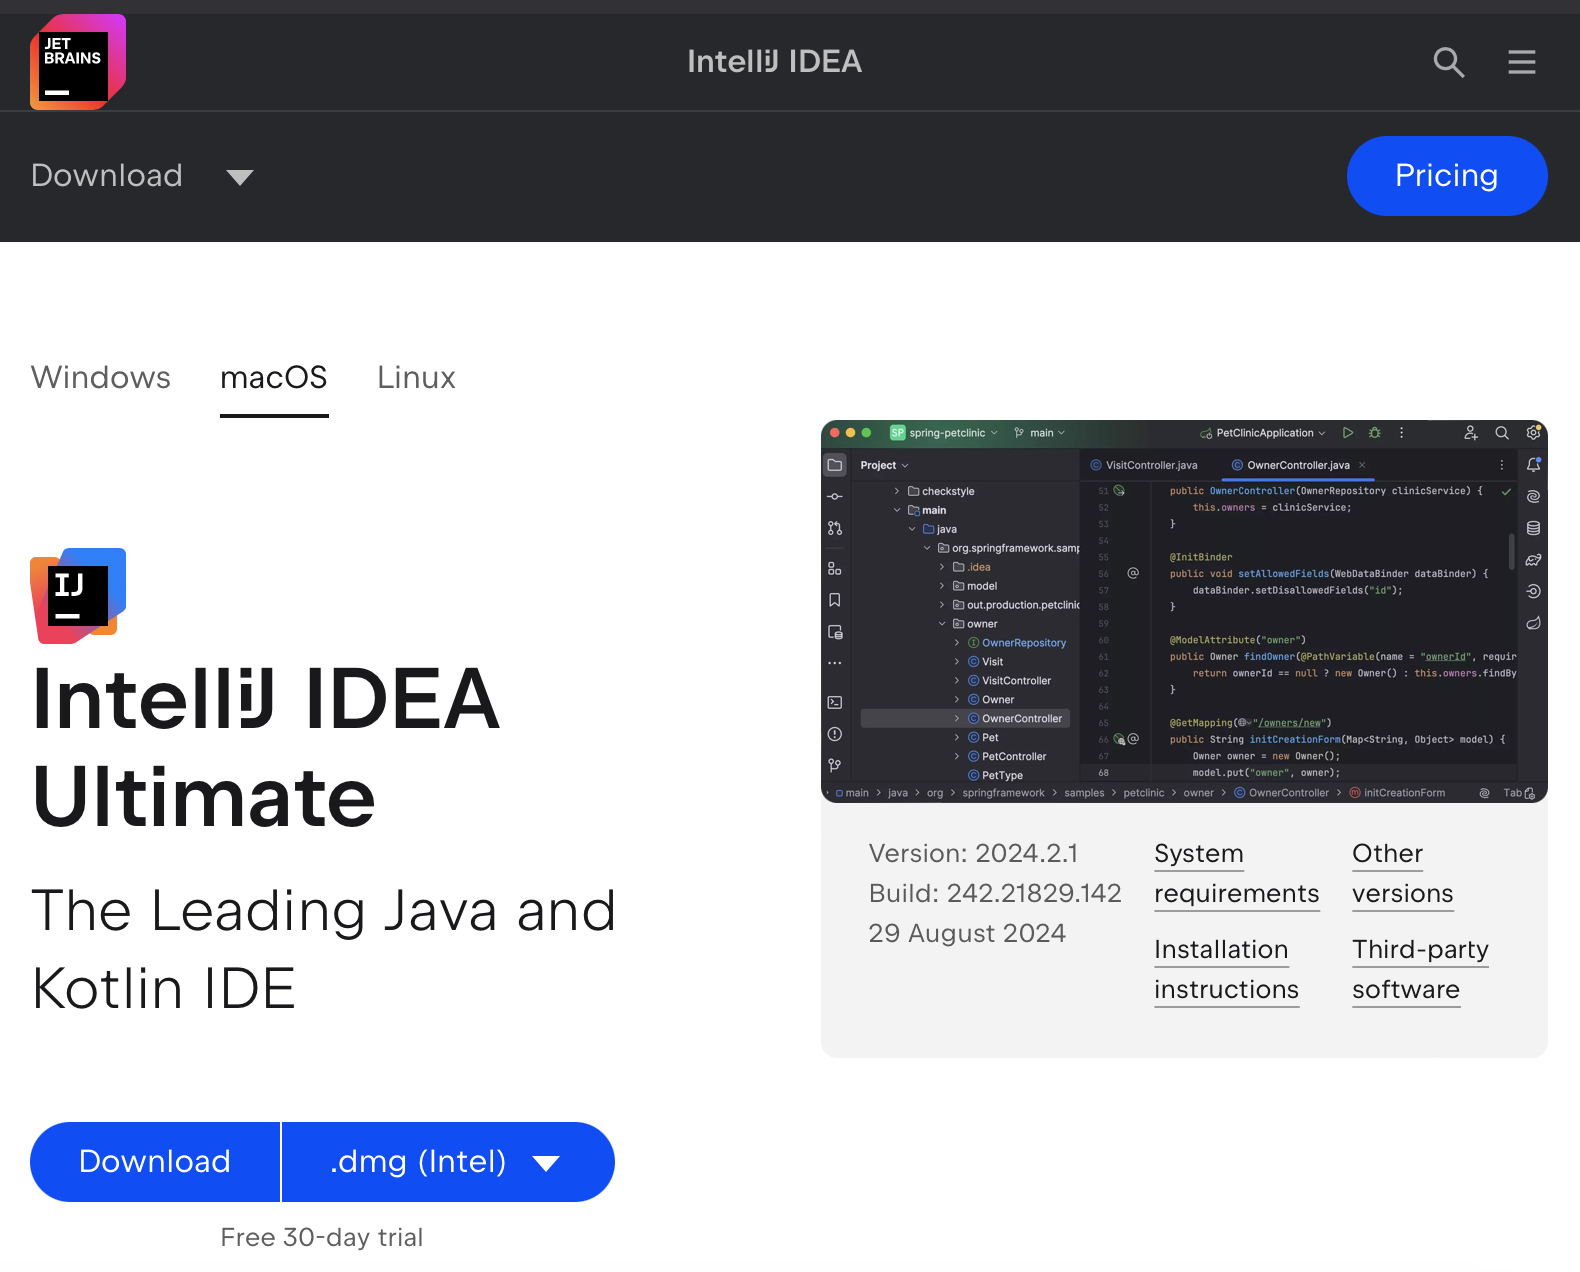 JET
BRAINS
IntelliJ IDEA
Download
Pricing
Windows
macOS
Linux
IJ
IntelliJ IDEA
Ultimate
The Leading Java and
Kotlin IDE
Download
.dmg (Intel)
Free 30-day trial
SP spring-petclinic
main
PetClinicApplication
Project
VisitController.java
OwnerController.java
checkstyle
main
java
org.springframework.samp
.idea
model
out.production.petclinic
owner
OwnerRepository
Visit
VisitController
Owner
OwnerController
Pet
PetController
PetType
51 public OwnerController(OwnerRepository clinicService) {
52 this.owners = clinicService;
53 }
54
55 @InitBinder
56 @ public void setAllowedFields(WebDataBinder dataBinder) {
57 dataBinder.setDisallowedFields("id");
58 }
59
60 @ModelAttribute("owner")
61 public Owner findOwner(@PathVariable(name = "ownerId", requir
62 return ownerId == null ? new Owner() : this.owners.findBy
63 }
64
65 @GetMapping("/owners/new")
66 @ public String initCreationForm(Map<String, Object> model) {
67 Owner owner = new Owner();
68 model.put("owner", owner);
main > java > org > springframework > samples > petclinic > owner > OwnerController > initCreationForm
Tab
Version: 2024.2.1
Build: 242.21829.142
29 August 2024
System
requirements
Installation
instructions
Other
versions
Third-party
software